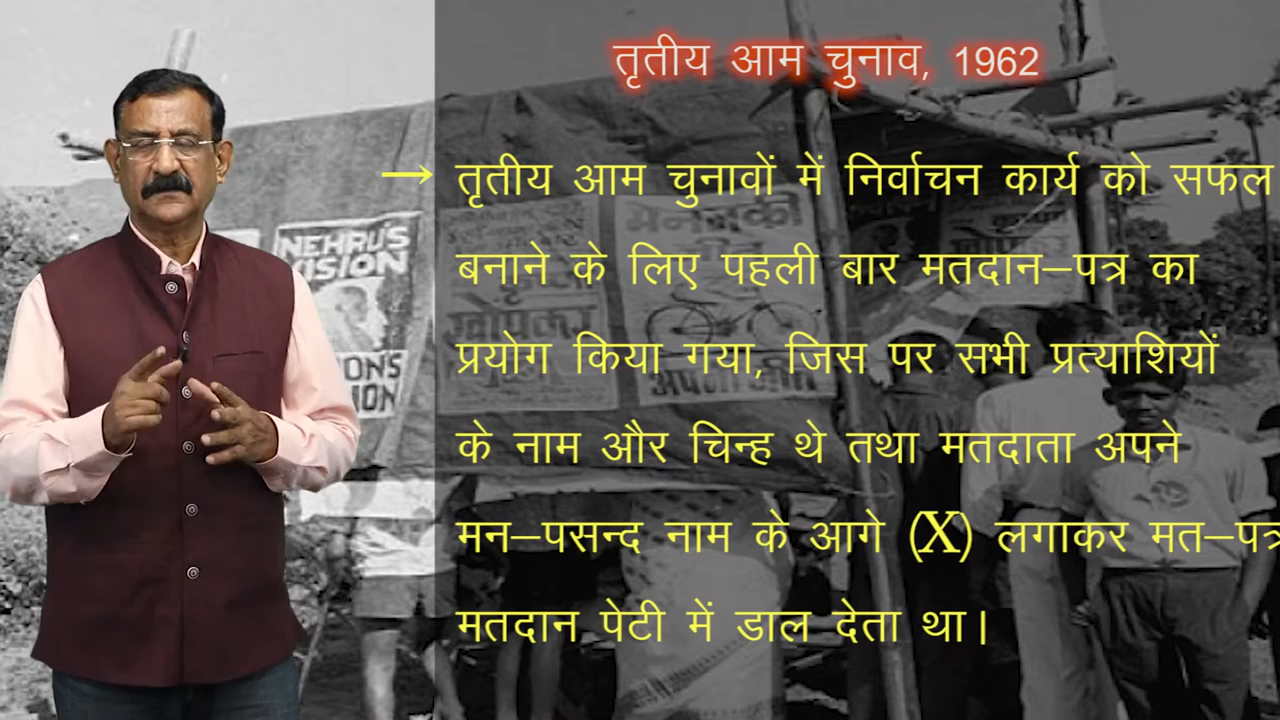 तृतीय आम चुनाव, 1962
→ तृतीय आम चुनावों में निर्वाचन कार्य को सफल
बनाने के लिए पहली बार मतदान–पत्र का
प्रयोग किया गया, जिस पर सभी प्रत्याशियों
के नाम और चिन्ह थे तथा मतदाता अपने
मन–पसन्द नाम के आगे (X) लगाकर मत–पत्र
मतदान पेटी में डाल देता था।
NEHRU'S
VISION